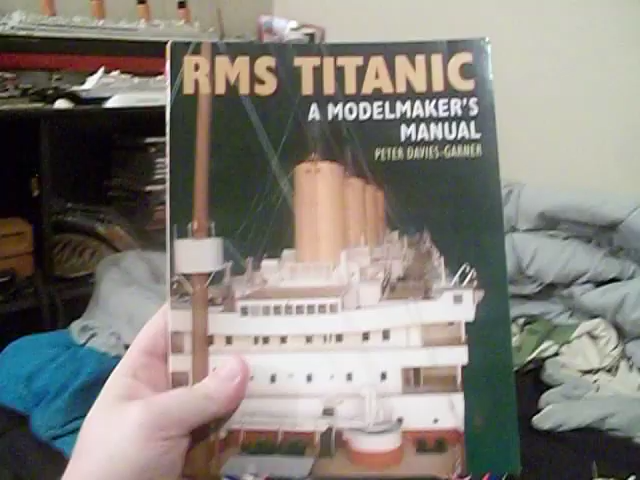 RMS TITANIC
A MODELMAKER'S
MANUAL
PETER DAVIES-GARNER